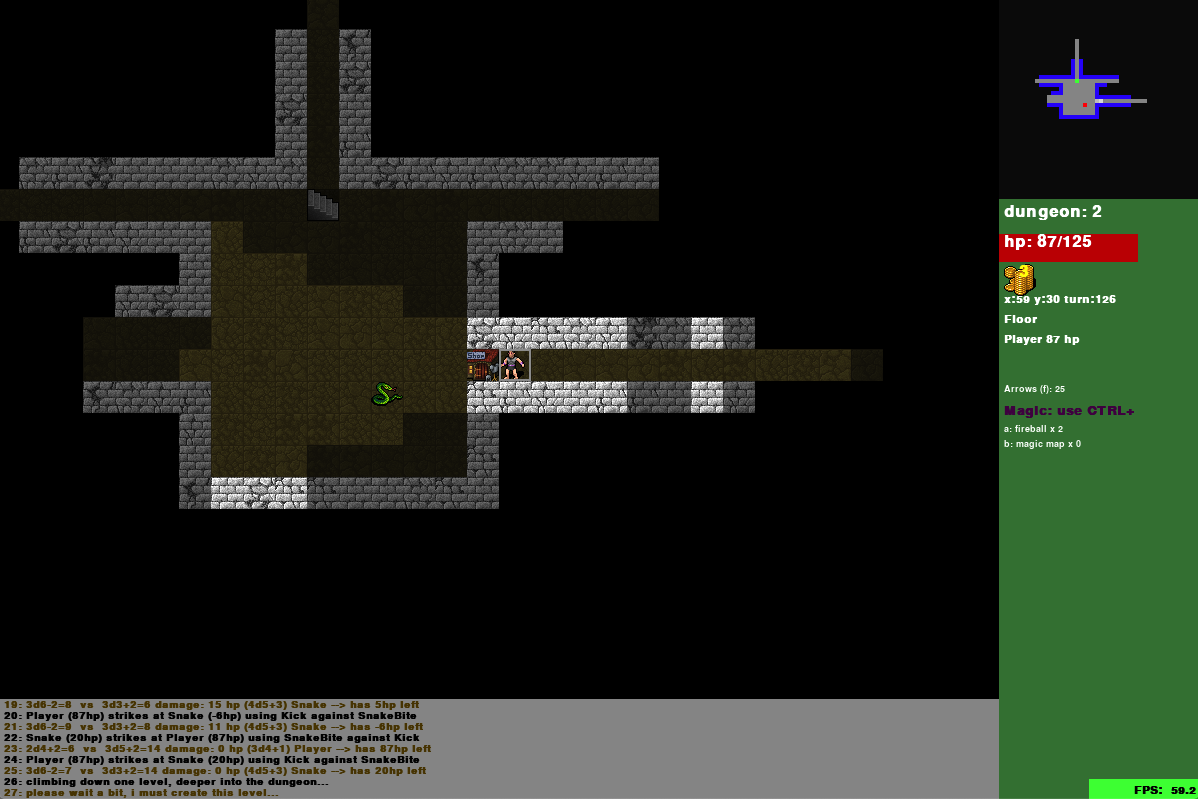 dungeon: 2
hp: 87/125
3
x:59 y:30 turn:126
Floor
Player 87 hp
Shop
Arrows (f): 25
Magic: use CTRL+
a: fireball x 2
b: magic map x 0
19: 3d6-2=8 vs 3d3+2=6 damage: 15 hp (4d5+3) Snake --> has 5hp left
20: Player (87hp) strikes at Snake (-6hp) using Kick against SnakeBite
21: 3d6-2=9 vs 3d3+2=8 damage: 11 hp (4d5+3) Snake --> has -6hp left
22: Snake (20hp) strikes at Player (87hp) using SnakeBite against Kick
23: 2d4+2=6 vs 3d5+2=14 damage: 0 hp (3d4+1) Player --> has 87hp left
24: Player (87hp) strikes at Snake (20hp) using Kick against SnakeBite
25: 3d6-2=7 vs 3d3+2=14 damage: 0 hp (4d5+3) Snake --> has 20hp left
26: climbing down one level, deeper into the dungeon...
27: please wait a bit, i must create this level...
FPS: 59.2